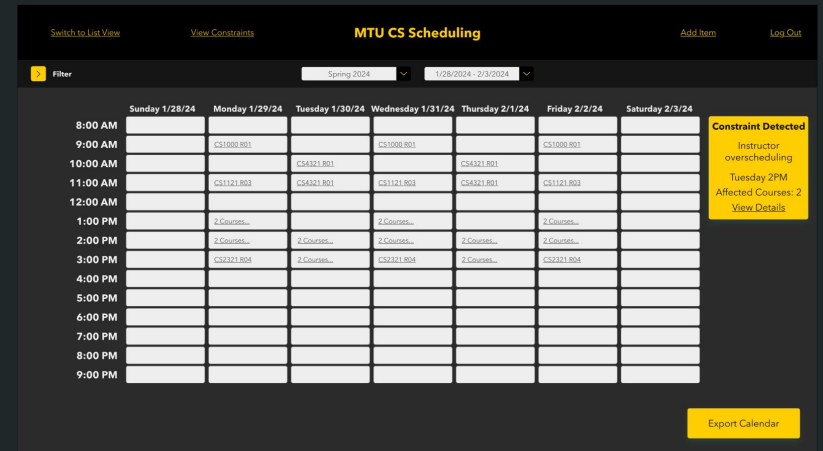 Switch to List View View Constraints MTU CS Scheduling Add Item Log Out
> Filter Spring 2024 1/28/2024 - 2/3/2024
Sunday 1/28/24 Monday 1/29/24 Tuesday 1/30/24 Wednesday 1/31/24 Thursday 2/1/24 Friday 2/2/24 Saturday 2/3/24
8:00 AM
9:00 AM CS1000 R01 CS1000 R01 CS1000 R01
10:00 AM CS4321 R01 CS4321 R01
11:00 AM CS1121 R03 CS4321 R01 CS1121 R03 CS4321 R01 CS1121 R03
12:00 AM
1:00 PM 2 Courses... 2 Courses... 2 Courses...
2:00 PM 2 Courses... 2 Courses... 2 Courses... 2 Courses... 2 Courses...
3:00 PM CS2321 R04 2 Courses... CS2321 R04 2 Courses... CS2321 R04
4:00 PM
5:00 PM
6:00 PM
7:00 PM
8:00 PM
9:00 PM
Constraint Detected
Instructor
overscheduling
Tuesday 2PM
Affected Courses: 2
View Details
Export Calendar